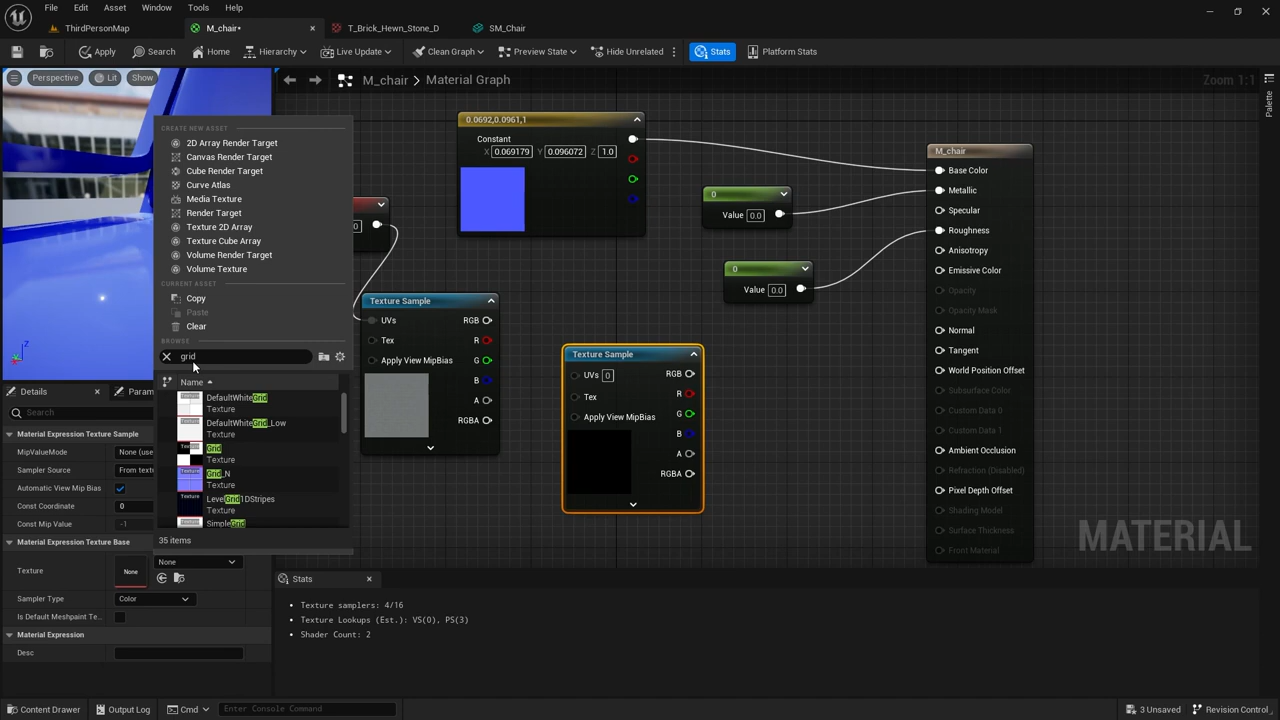 File Edit Asset Window Tools Help
ThirdPersonMap M_chair• T_Brick_Hewn_Stone_D SM_Chair
Apply Search Home Hierarchy Live Update Clean Graph Preview State Hide Unrelated Stats Platform Stats
Perspective Lit Show
M_chair Material Graph
Zoom 1:1
Palette
CREATE NEW ASSET
2D Array Render Target
Canvas Render Target
Cube Render Target
Curve Atlas
Media Texture
Render Target
Texture 2D Array
Texture Cube Array
Volume Render Target
Volume Texture
CURRENT ASSET
Copy
Paste
Clear
BROWSE
grid
Name
DefaultWhiteGrid
Texture
DefaultWhiteGrid_Low
Texture
Grid
Texture
Grid_N
Texture
LevelGrid1DStripes
Texture
SimpleGrid
35 items
0.0692,0.0961,1
Constant
X 0.069179 Y 0.096072 Z 1.0
0
Value 0.0
0
Value 0.0
Texture Sample
UVs RGB
Tex R
Apply View MipBias G
B
A
RGBA
Texture Sample
UVs 0 RGB
Tex R
Apply View MipBias G
B
A
RGBA
M_chair
Base Color
Metallic
Specular
Roughness
Anisotropy
Emissive Color
Opacity
Opacity Mask
Normal
Tangent
World Position Offset
Subsurface Color
Custom Data 0
Custom Data 1
Ambient Occlusion
Refraction (Disabled)
Pixel Depth Offset
Shading Model
Surface Thickness
Front Material
MATERIAL
Details Param
Search
Material Expression Texture Sample
MipValueMode None (use
Sampler Source From textu
Automatic View Mip Bias
Const Coordinate 0
Const Mip Value -1
Material Expression Texture Base
Texture None None
Sampler Type Color
Is Default Meshpaint Te...
Material Expression
Desc
Stats
Texture samplers: 4/16
Texture Lookups (Est.): VS(0), PS(3)
Shader Count: 2
Content Drawer Output Log Cmd Enter Console Command 3 Unsaved Revision Control